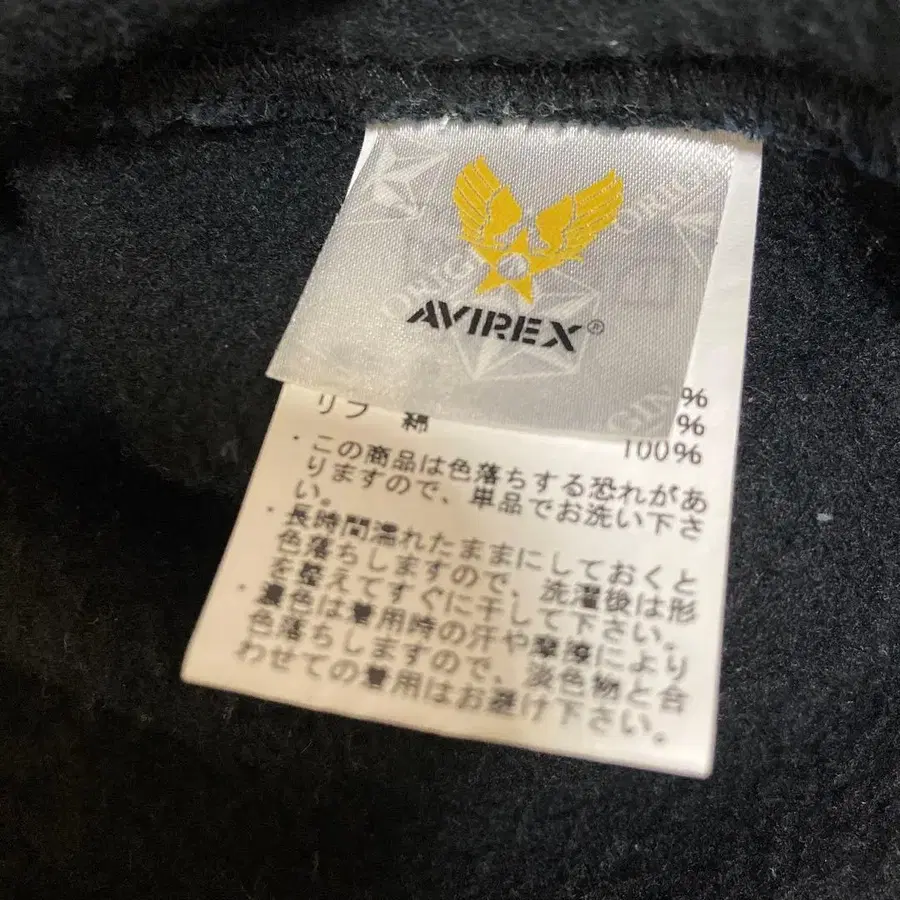 AVIREX®
%
%
リブ 綿 100%
・この商品は色落ちする恐れがあ
りますので、単品でお洗い下さ
い。
・長時間濡れたままにしておくと
色落ちしますので、洗濯後は形
を整えてすぐに干して下さい。
・濃色は着用時の汗や摩擦により
色落ちしますので、淡色物と合
わせての着用はお避け下さい。